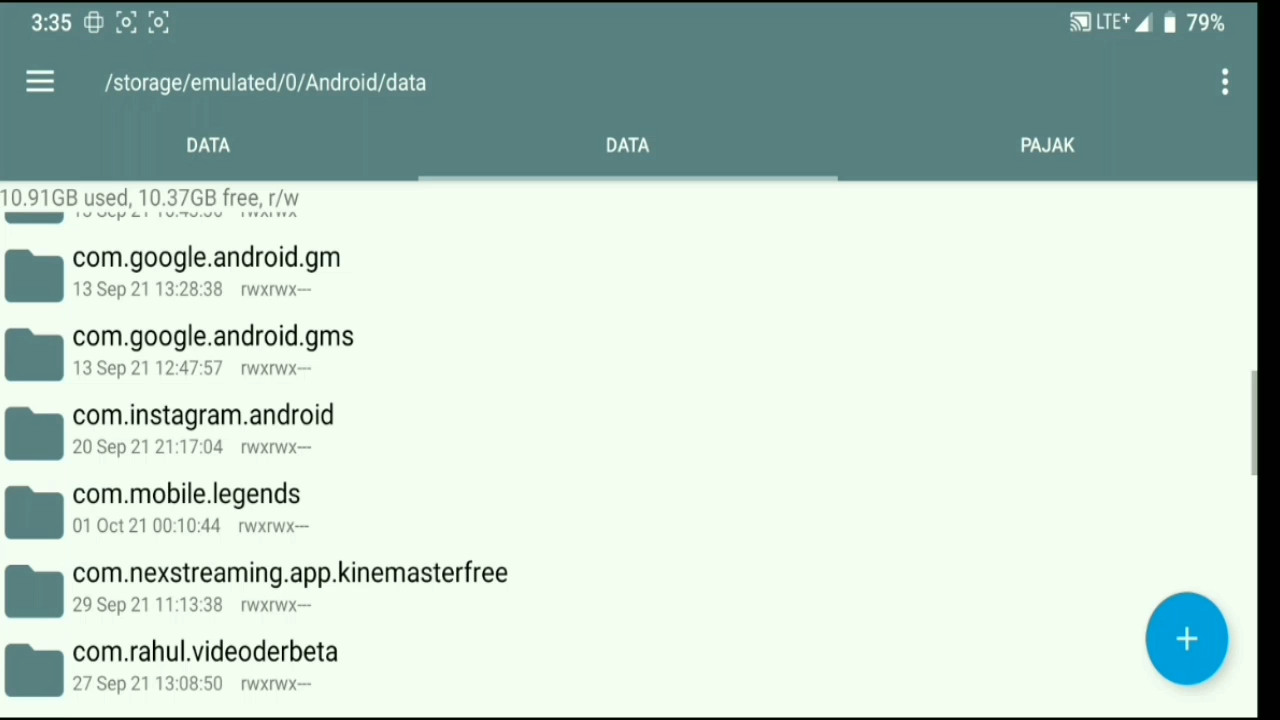 3:35 LTE+ 79%
/storage/emulated/0/Android/data
DATA DATA PAJAK
10.91GB used, 10.37GB free, r/w
com.google.android.gm
13 Sep 21 13:28:38 rwxrwx---
com.google.android.gms
13 Sep 21 12:47:57 rwxrwx---
com.instagram.android
20 Sep 21 21:17:04 rwxrwx---
com.mobile.legends
01 Oct 21 00:10:44 rwxrwx---
com.nexstreaming.app.kinemasterfree
29 Sep 21 11:13:38 rwxrwx---
com.rahul.videoderbeta
27 Sep 21 13:08:50 rwxrwx---